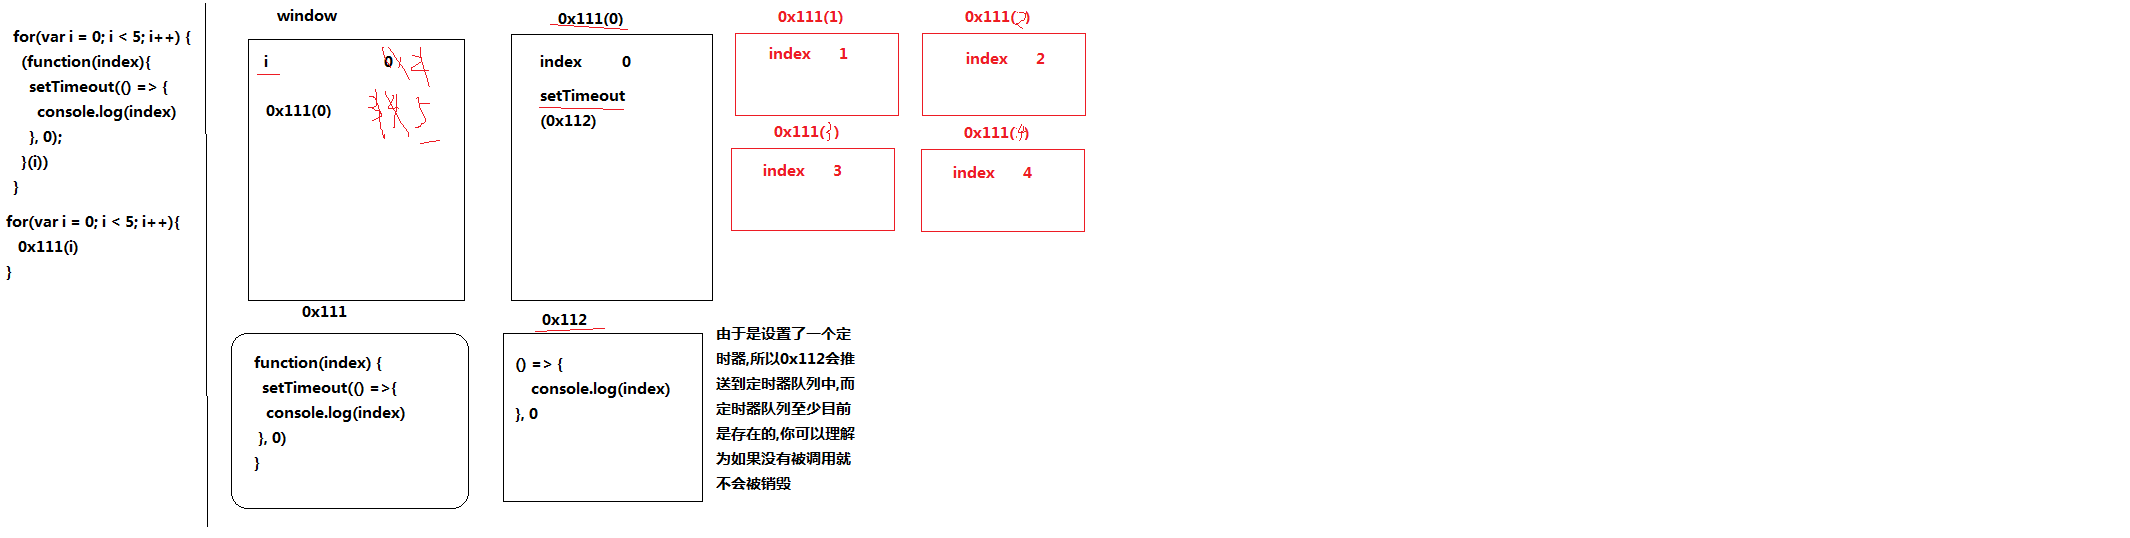 for(var i = 0; i < 5; i++) {
(function(index){
setTimeout(() => {
console.log(index)
}, 0);
}(i))
}
for(var i = 0; i < 5; i++){
0x111(i)
}
window
i 0 1 2
0x111(0) 3 4 5
0x111(0)
index 0
setTimeout
(0x112)
0x111(1)
index 1
0x111(2)
index 2
0x111(3)
index 3
0x111(4)
index 4
0x111
function(index) {
setTimeout(() =>{
console.log(index)
}, 0)
}
0x112
() => {
console.log(index)
}, 0
由于是设置了一个定
时器,所以0x112会推
送到定时器队列中,而
定时器队列至少目前
是存在的,你可以理解
为如果没有被调用就
不会被销毁